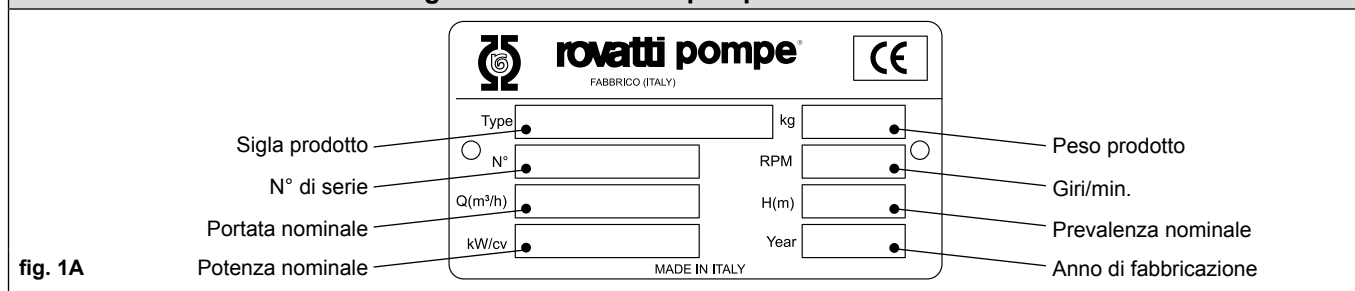 rovatti pompe®
CE
FABBRICO (ITALY)
Type
kg
Sigla prodotto
Peso prodotto
N°
RPM
N° di serie
Giri/min.
Q(m³/h)
H(m)
Portata nominale
Prevalenza nominale
kW/cv
Year
fig. 1A
Potenza nominale
MADE IN ITALY
Anno di fabbricazione